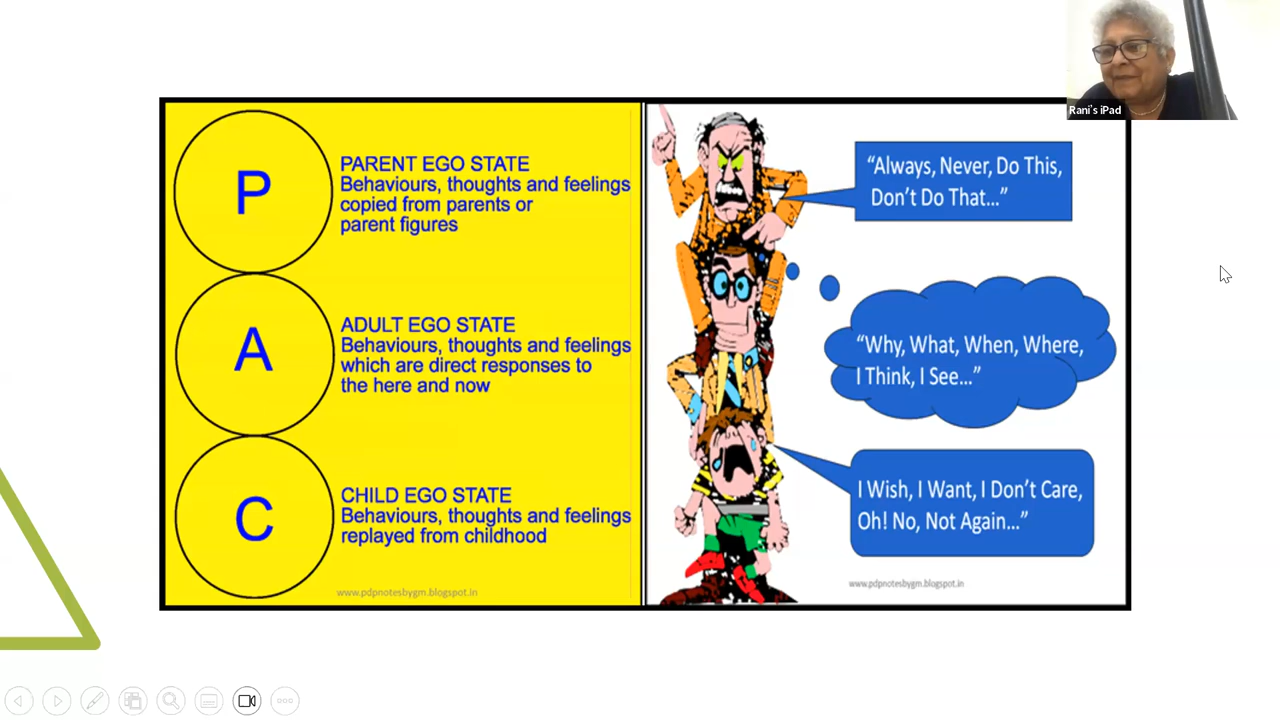 Rani's iPad
P
PARENT EGO STATE
Behaviours, thoughts and feelings
copied from parents or
parent figures
A
ADULT EGO STATE
Behaviours, thoughts and feelings
which are direct responses to
the here and now
C
CHILD EGO STATE
Behaviours, thoughts and feelings
replayed from childhood
www.pdpnotesbygm.blogspot.in
“Always, Never, Do This,
Don’t Do That...”
“Why, What, When, Where,
I Think, I See...”
I Wish, I Want, I Don’t Care,
Oh! No, Not Again...”
www.pdpnotesbygm.blogspot.in